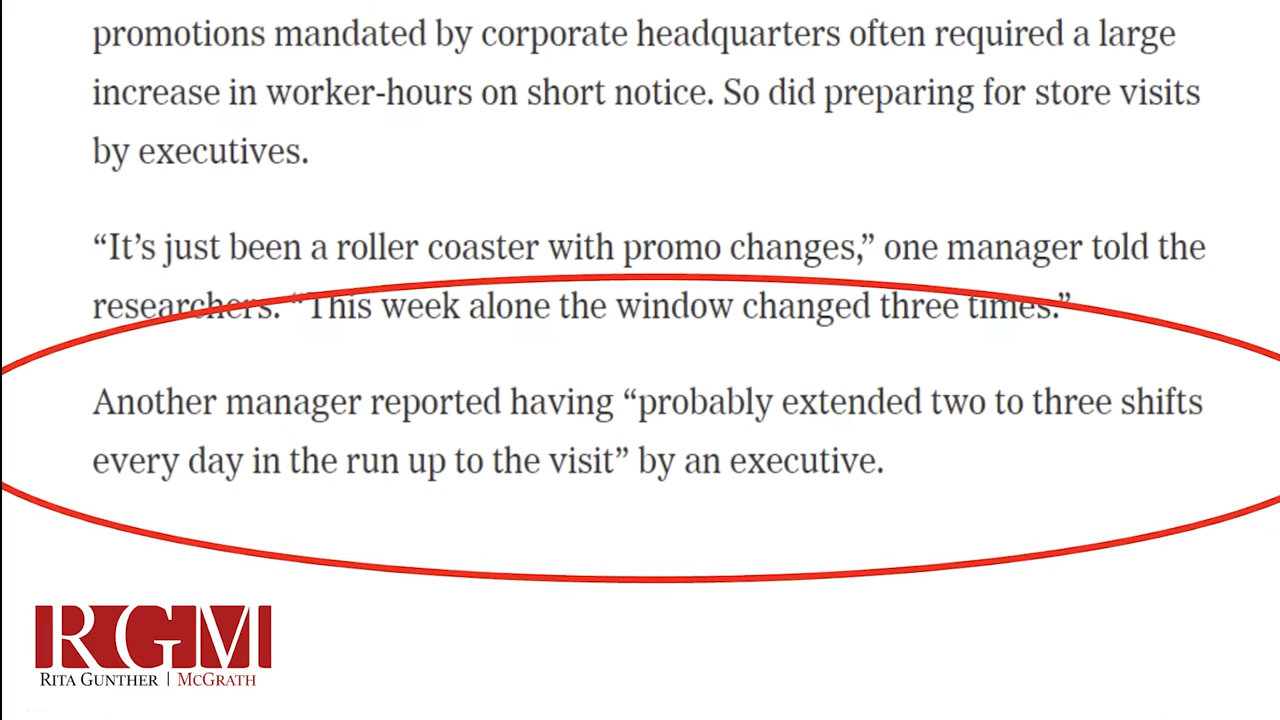 promotions mandated by corporate headquarters often required a large
increase in worker-hours on short notice. So did preparing for store visits
by executives.
“It’s just been a roller coaster with promo changes,” one manager told the
researchers. “This week alone the window changed three times.”
Another manager reported having “probably extended two to three shifts
every day in the run up to the visit” by an executive.
RGM
RITA GUNTHER | MCGRATH